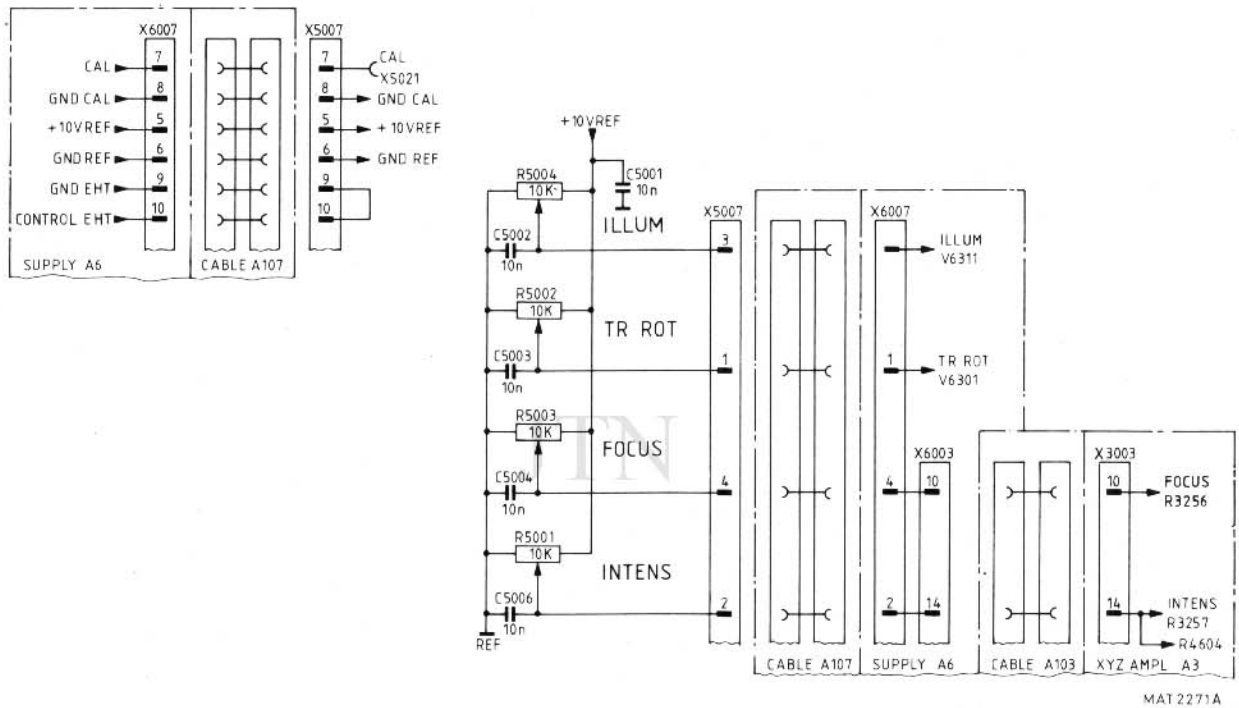 X6007
X5007
7
7
CAL
CAL
X5021
8
8
GND CAL
GND CAL
5
5
+10VREF
+10VREF
6
6
GND REF
GND REF
9
9
GND EHT
10
10
CONTROL EHT
SUPPLY A6
CABLE A107
+10VREF
R5004
10K
C5001
10n
ILLUM
X5007
X6007
C5002
10n
3
ILLUM
V6311
R5002
10K
TR ROT
C5003
10n
1
1
TR ROT
V6301
R5003
10K
FOCUS
X6003
X3003
C5004
10n
4
4
10
10
FOCUS
R3256
R5001
10K
INTENS
C5006
10n
2
2
14
14
INTENS
R3257
R4604
REF
CABLE A107
SUPPLY A6
CABLE A103
XYZ AMPL A3
MAT2271A